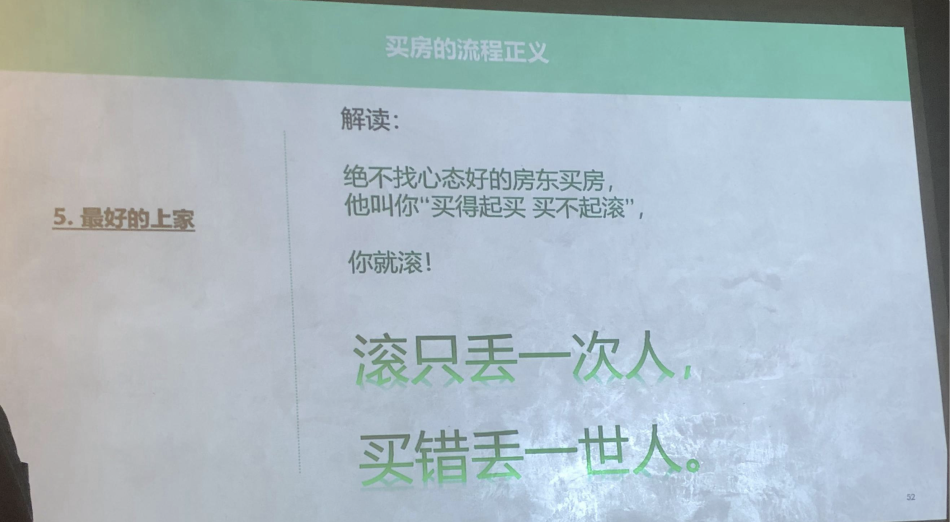 买房的流程正义
5. 最好的上家
解读：
绝不找心态好的房东买房，
他叫你“买得起买 买不起滚”，
你就滚！
滚只丢一次人，
买错丢一世人。
32